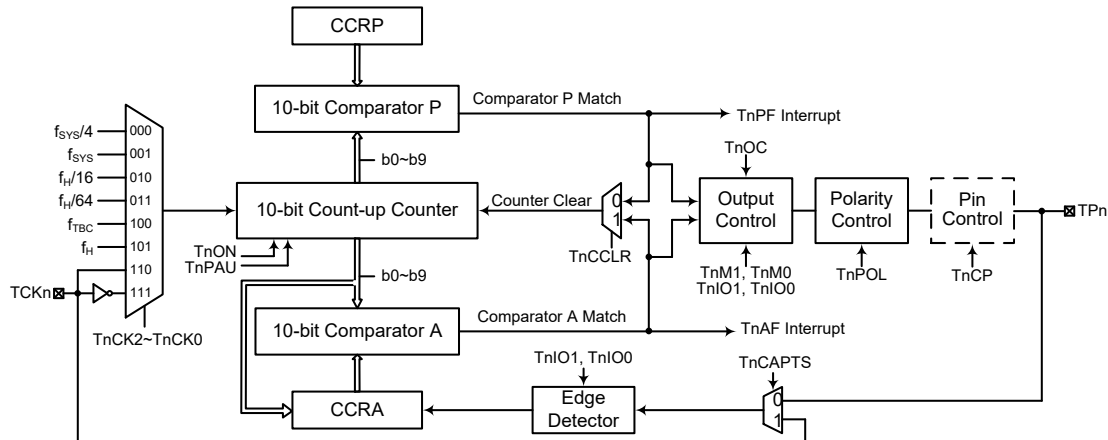 CCRP
10-bit Comparator P
Comparator P Match
TnPF Interrupt
b0~b9
TnOC
fSYS/4
000
fSYS
001
fH/16
010
fH/64
011
fTBC
100
fH
101
110
111
TCKn
TnCK2~TnCK0
10-bit Count-up Counter
Counter Clear
0
1
TnCCLR
Output
Control
Polarity
Control
Pin
Control
TPn
TnON
TnPAU
TnM1, TnM0
TnIO1, TnIO0
TnPOL
TnCP
b0~b9
10-bit Comparator A
Comparator A Match
TnAF Interrupt
TnIO1, TnIO0
TnCAPTS
CCRA
Edge
Detector
0
1